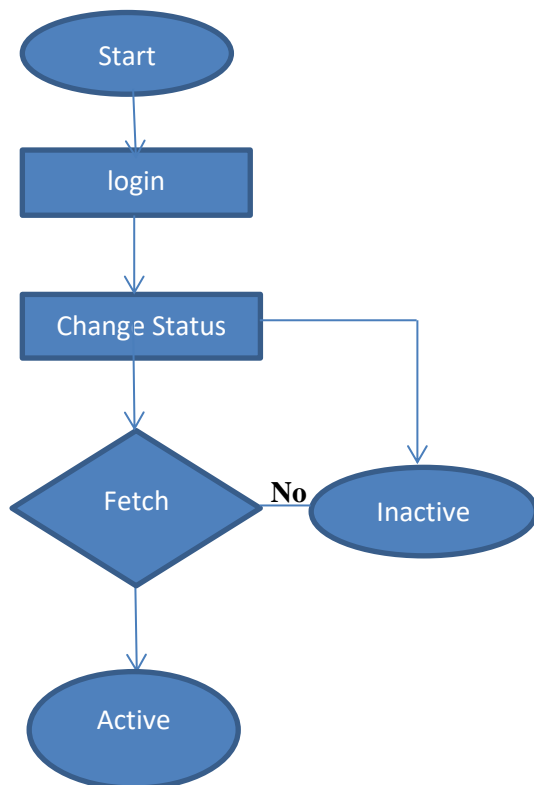 Start
login
Change Status
Fetch
No
Inactive
Active